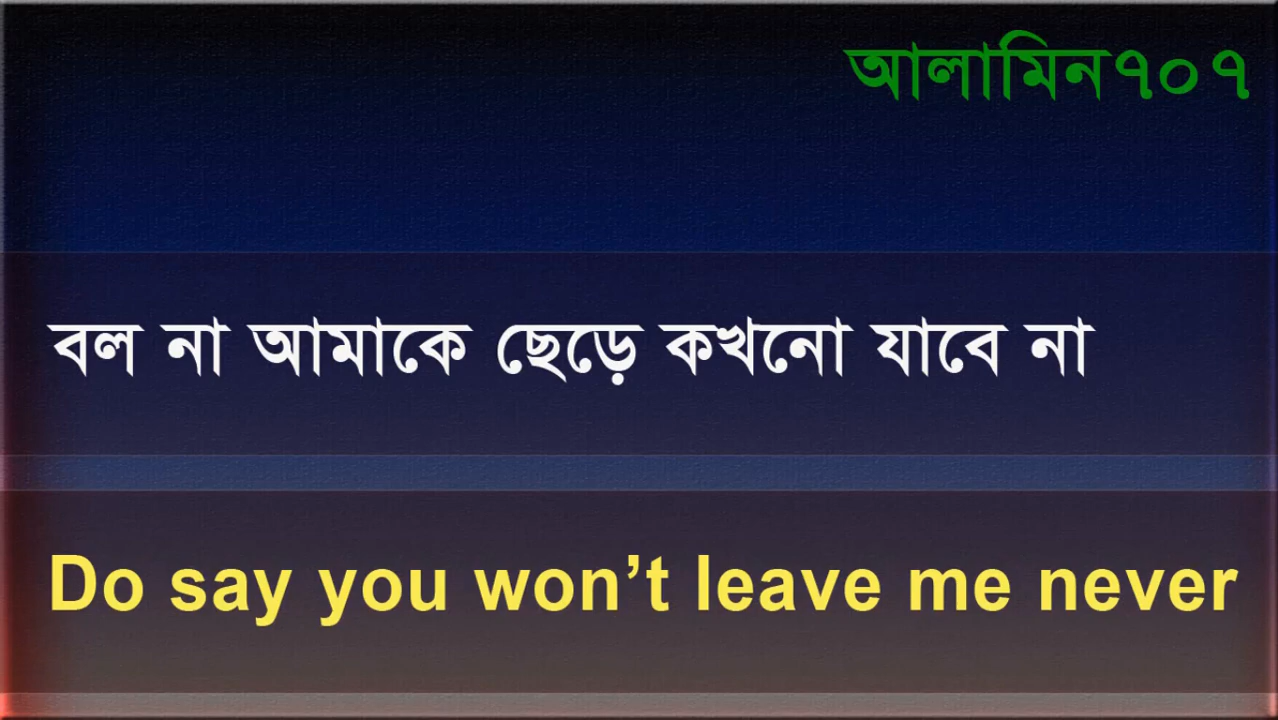 আলামিন৭০৭
বল না আমাকে ছেড়ে কখনো যাবে না
Do say you won’t leave me never